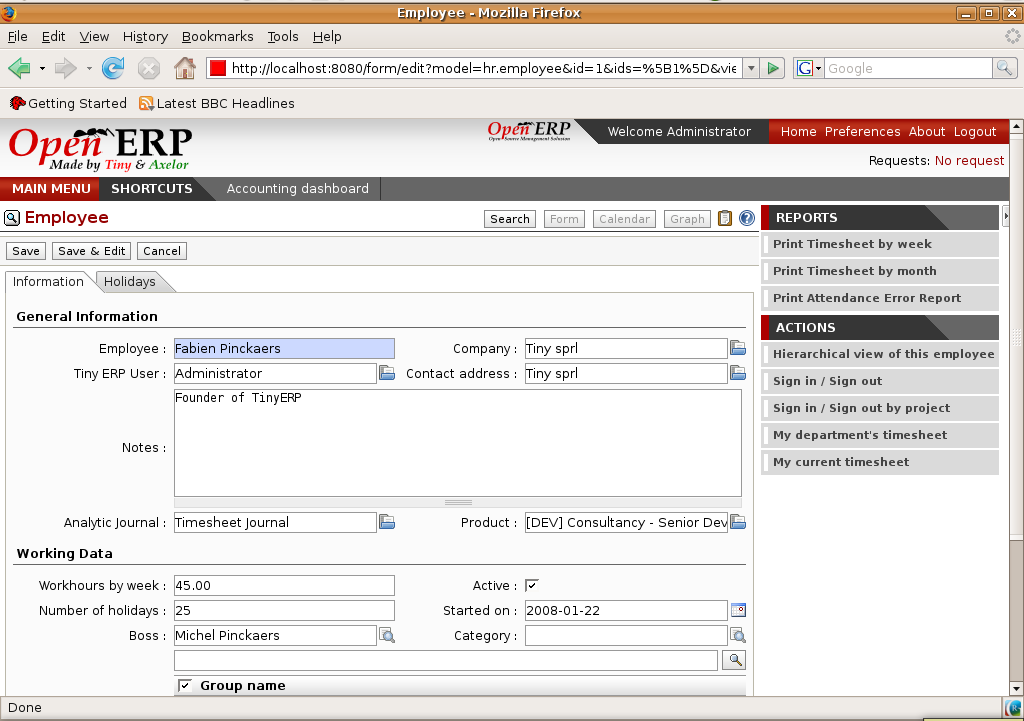 Employee - Mozilla Firefox
File Edit View History Bookmarks Tools Help
http://localhost:8080/form/edit?model=hr.employee&id=1&ids=%5B1%5D&vie
G Google
Getting Started Latest BBC Headlines
Open ERP
Made by Tiny & Axelor
Open ERP
Open Source Management Solution
Welcome Administrator Home Preferences About Logout
Requests: No request
MAIN MENU SHORTCUTS Accounting dashboard
Employee Search Form Calendar Graph ?
Save Save & Edit Cancel
Information Holidays
General Information
Employee : Fabien Pinckaers Company : Tiny sprl
Tiny ERP User : Administrator Contact address : Tiny sprl
Notes : Founder of TinyERP
Analytic Journal : Timesheet Journal Product : [DEV] Consultancy - Senior Dev
Working Data
Workhours by week : 45.00 Active :
Number of holidays : 25 Started on : 2008-01-22
Boss : Michel Pinckaers Category :
Group name
REPORTS
Print Timesheet by week
Print Timesheet by month
Print Attendance Error Report
ACTIONS
Hierarchical view of this employee
Sign in / Sign out
Sign in / Sign out by project
My department's timesheet
My current timesheet
Done